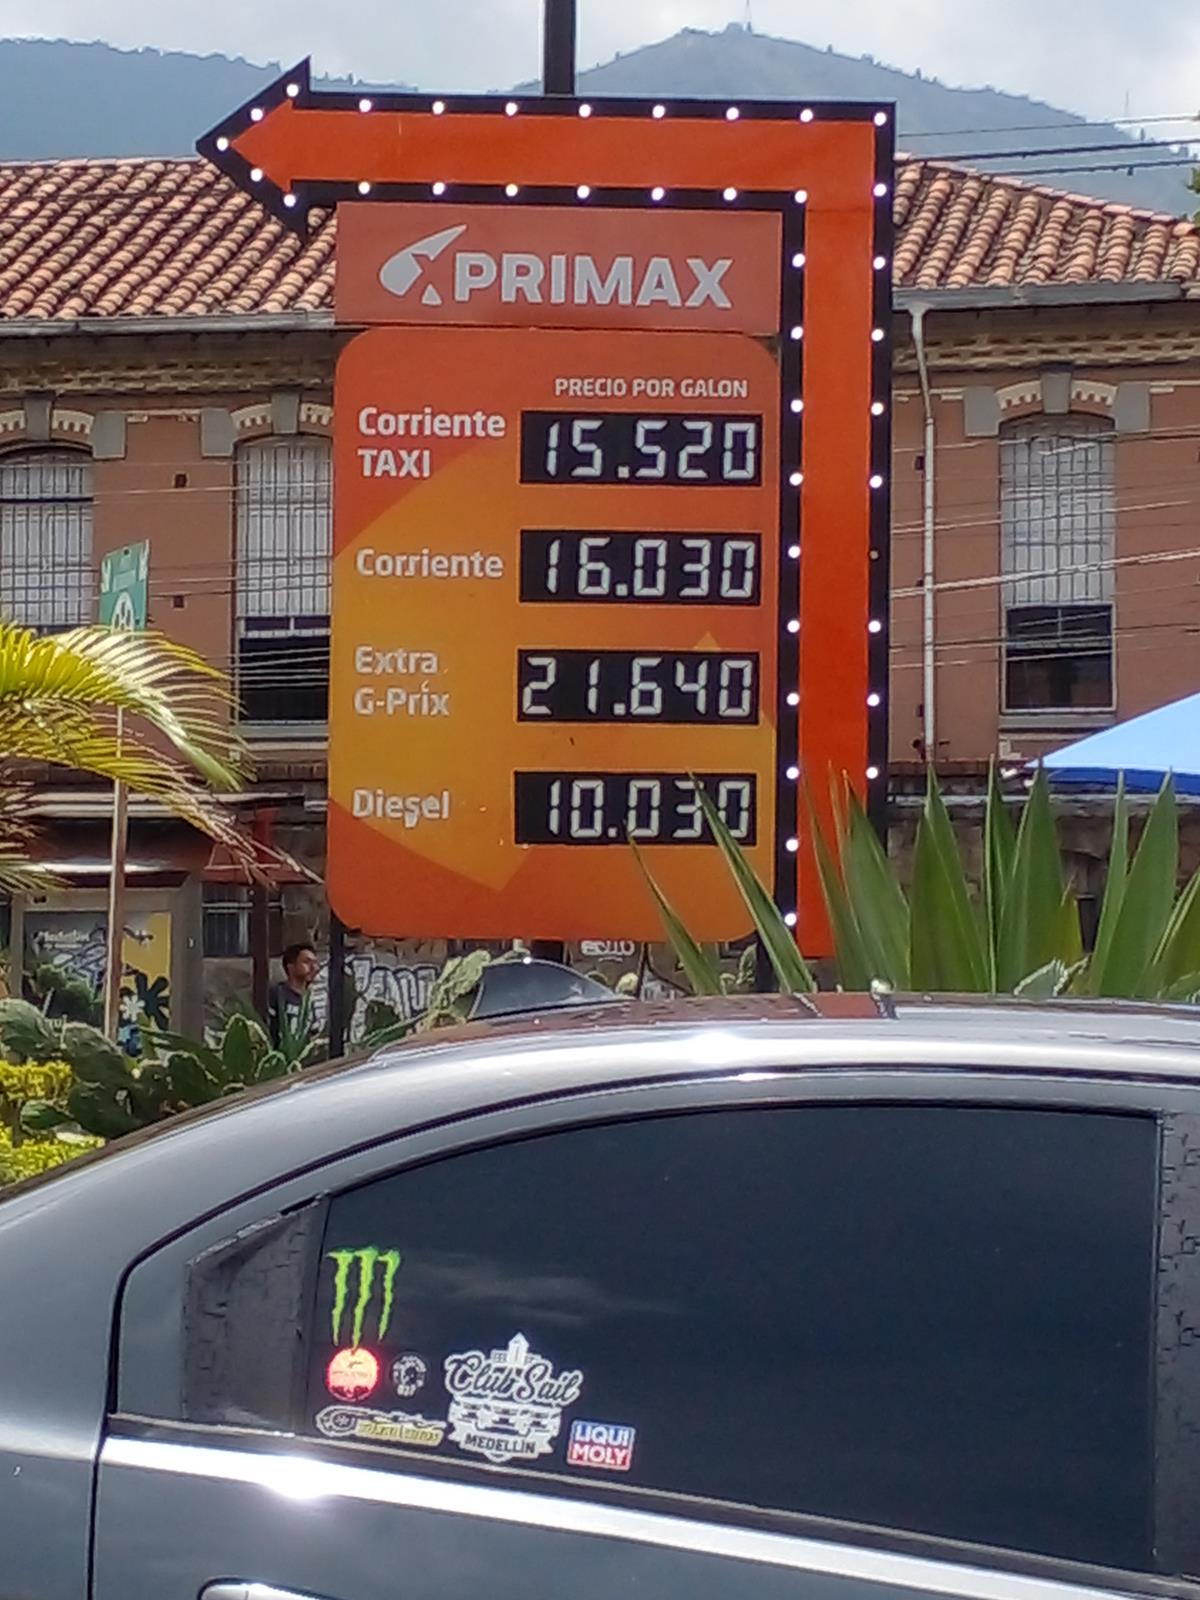 PRIMAX
PRECIO POR GALON
Corriente
TAXI
15.520
Corriente
16.030
Extra
G-Prix
21.640
Diesel
10.030
Club Sail
MEDELLÍN
LIQUI
MOLY